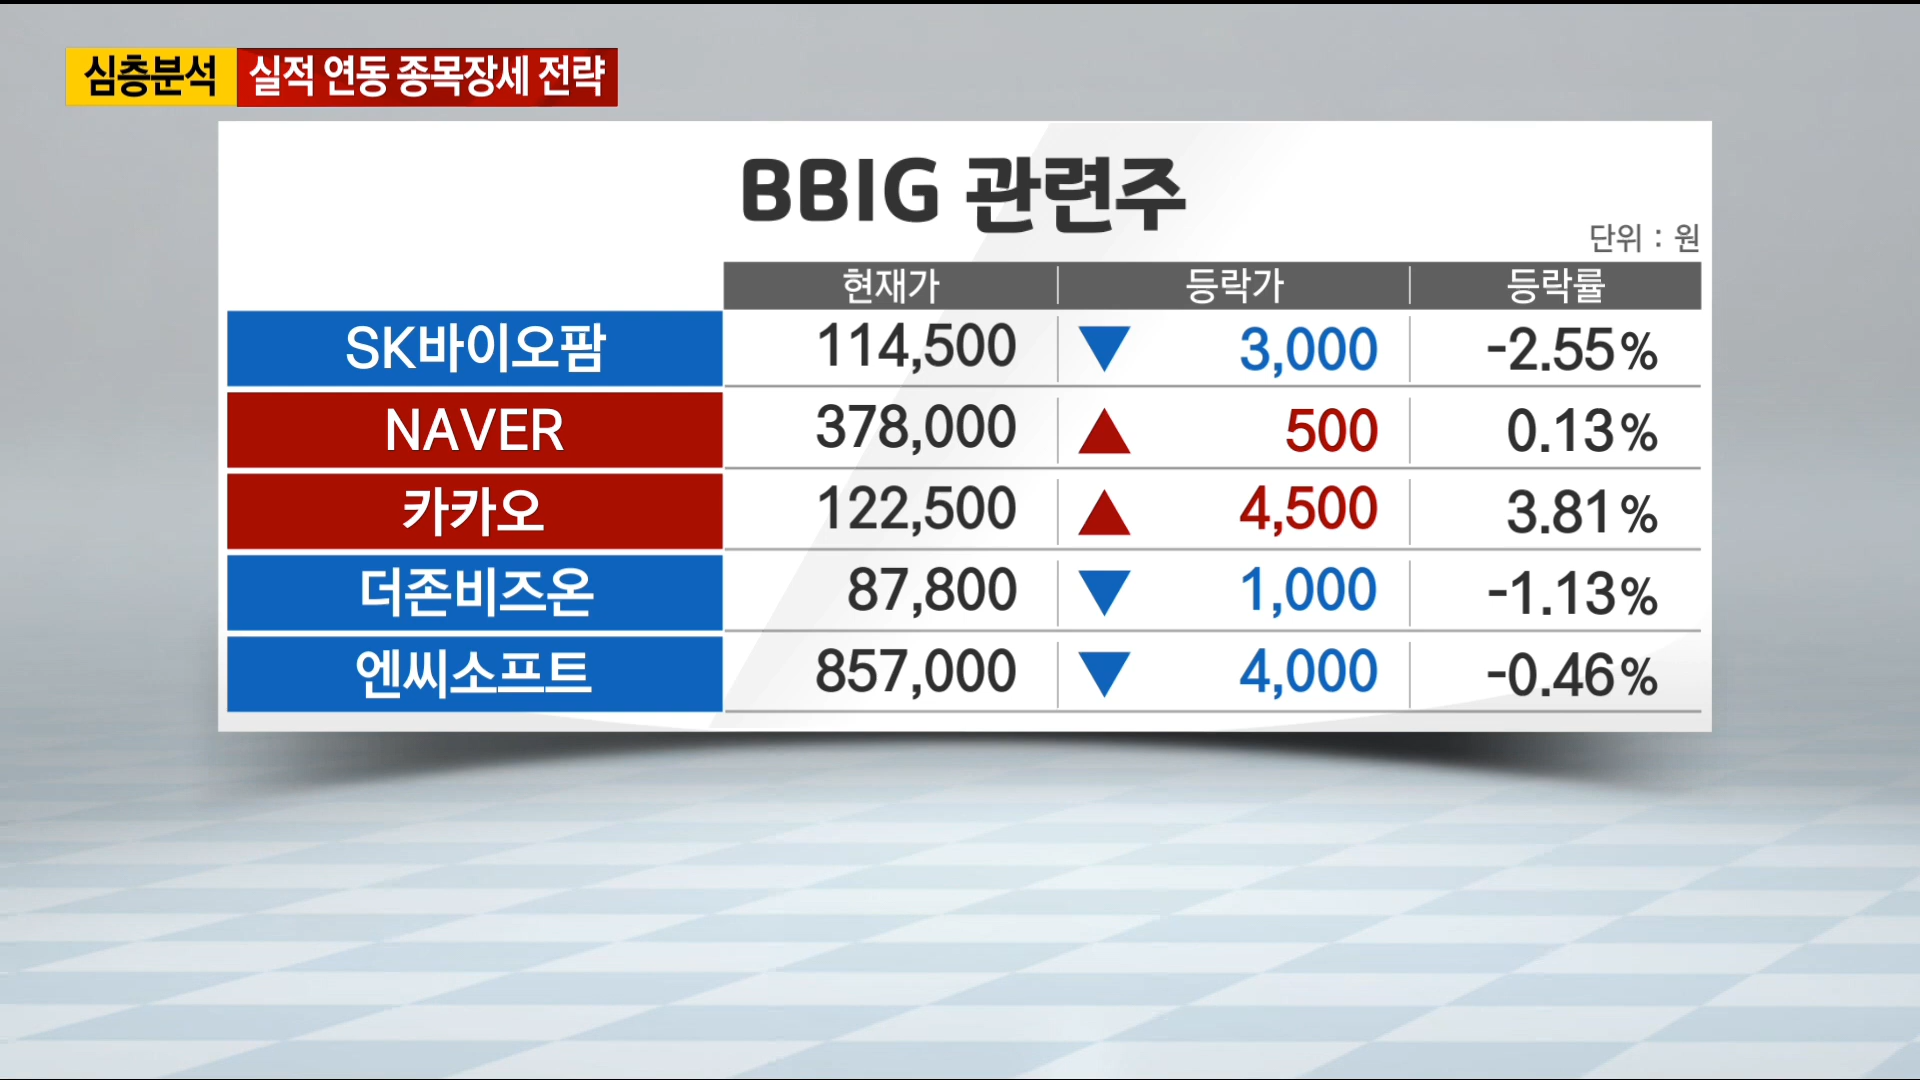 심층분석 실적 연동 종목장세 전략
BBIG 관련주
단위 : 원
현재가 등락가 등락률
SK바이오팜 114,500 ▼ 3,000 -2.55%
NAVER 378,000 ▲ 500 0.13%
카카오 122,500 ▲ 4,500 3.81%
더존비즈온 87,800 ▼ 1,000 -1.13%
엔씨소프트 857,000 ▼ 4,000 -0.46%